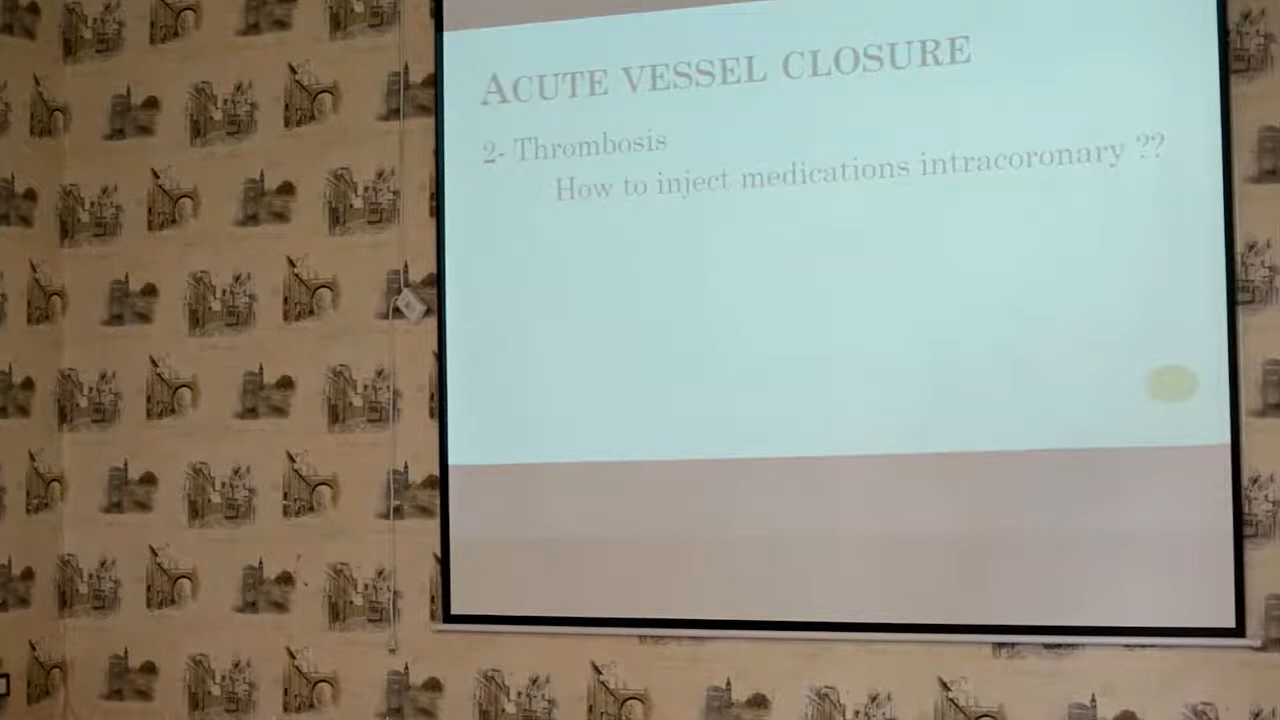 ACUTE VESSEL CLOSURE
2- Thrombosis
How to inject medications intracoronary ??